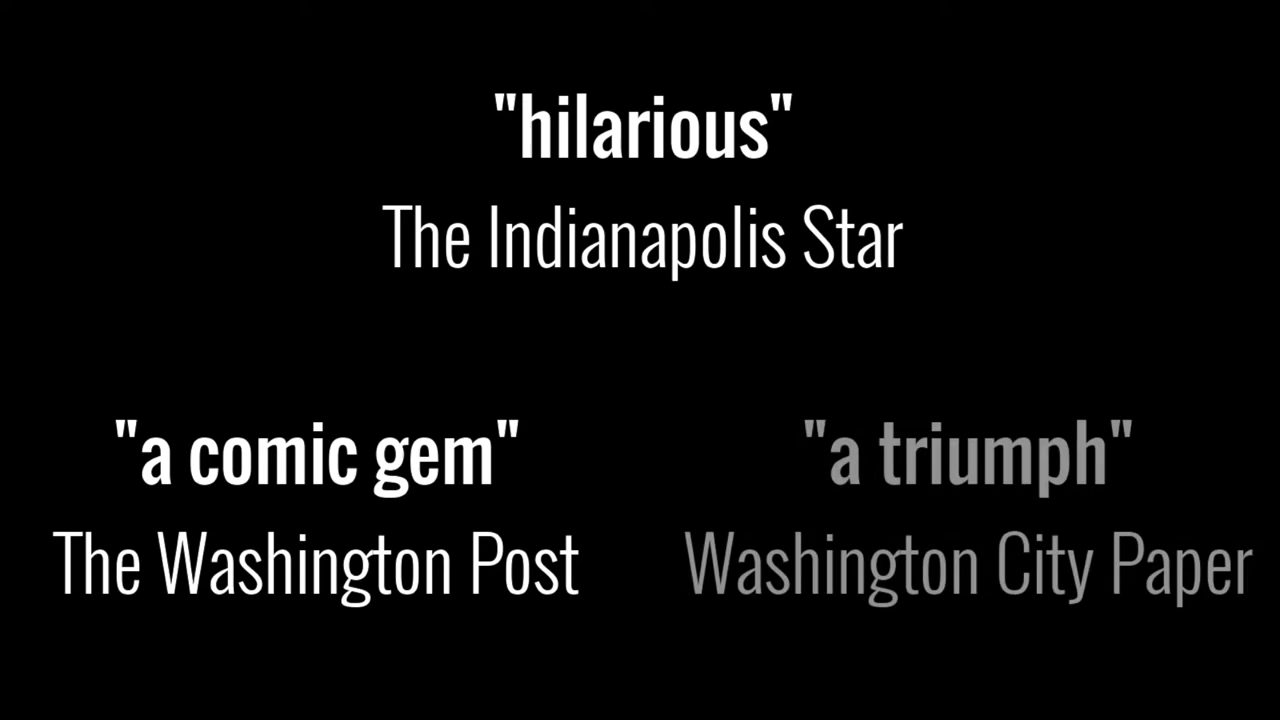 "hilarious"
The Indianapolis Star
"a comic gem"
The Washington Post
"a triumph"
Washington City Paper